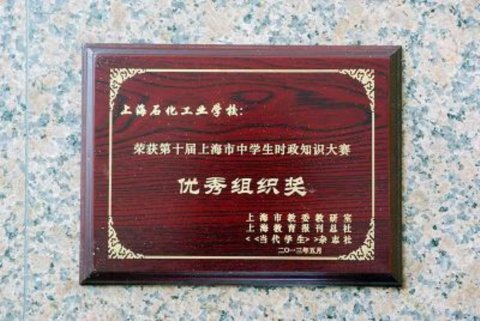 上海石化工业学校:
荣获第十届上海市中学生时政知识大赛
优秀组织奖
上海市教委教研室
上海教育报刊总社
<<当代学生>>杂志社
二〇一三年五月